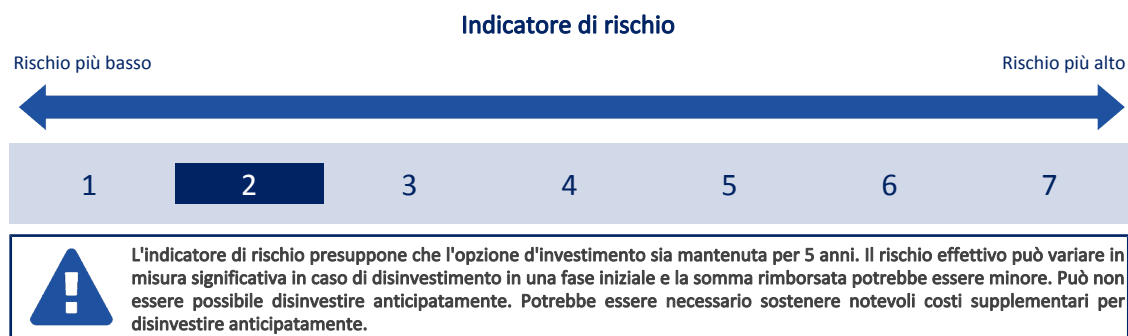 Indicatore di rischio
Rischio più basso
Rischio più alto
1 2 3 4 5 6 7
L'indicatore di rischio presuppone che l'opzione d'investimento sia mantenuta per 5 anni. Il rischio effettivo può variare in
misura significativa in caso di disinvestimento in una fase iniziale e la somma rimborsata potrebbe essere minore. Può non
essere possibile disinvestire anticipatamente. Potrebbe essere necessario sostenere notevoli costi supplementari per
disinvestire anticipatamente.